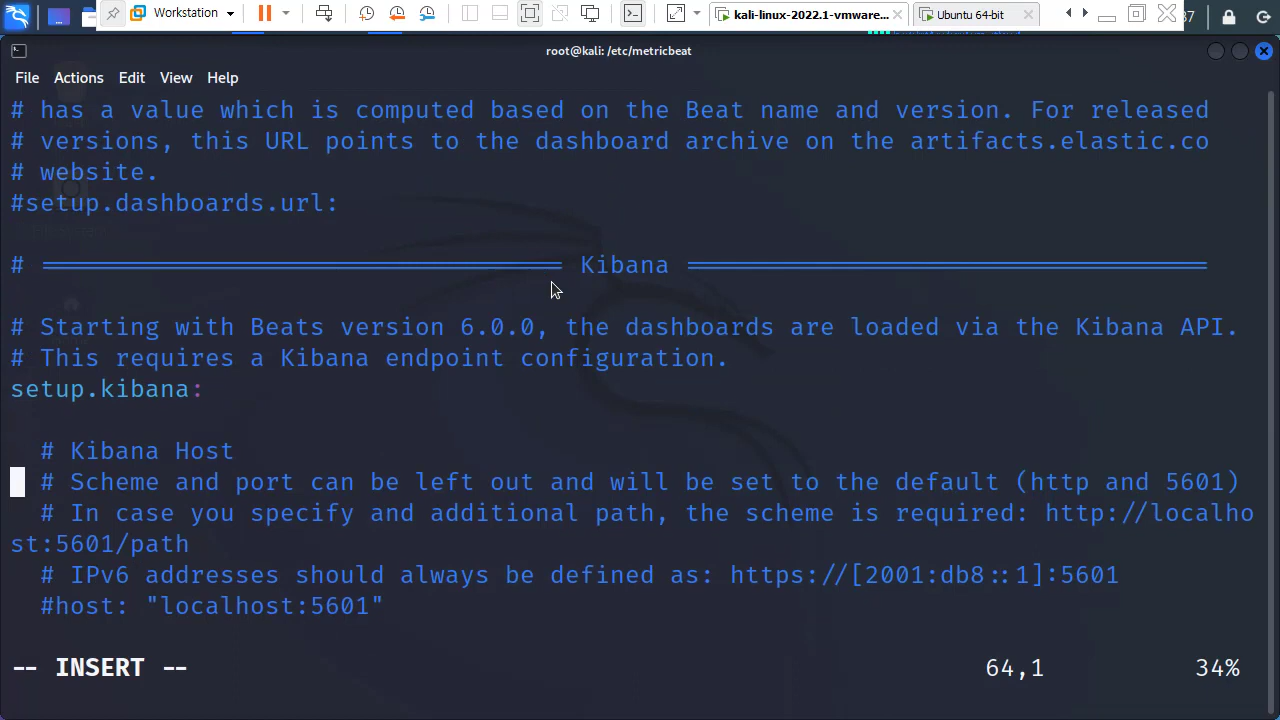 Workstation
kali-linux-2022.1-vmware...
Ubuntu 64-bit
root@kali: /etc/metricbeat
File Actions Edit View Help
# has a value which is computed based on the Beat name and version. For released
# versions, this URL points to the dashboard archive on the artifacts.elastic.co
# website.
#setup.dashboards.url:
# =================================== Kibana ===================================
# Starting with Beats version 6.0.0, the dashboards are loaded via the Kibana API.
# This requires a Kibana endpoint configuration.
setup.kibana:
# Kibana Host
# Scheme and port can be left out and will be set to the default (http and 5601)
# In case you specify and additional path, the scheme is required: http://localho
st:5601/path
# IPv6 addresses should always be defined as: https://[2001:db8::1]:5601
#host: "localhost:5601"
-- INSERT -- 64,1 34%